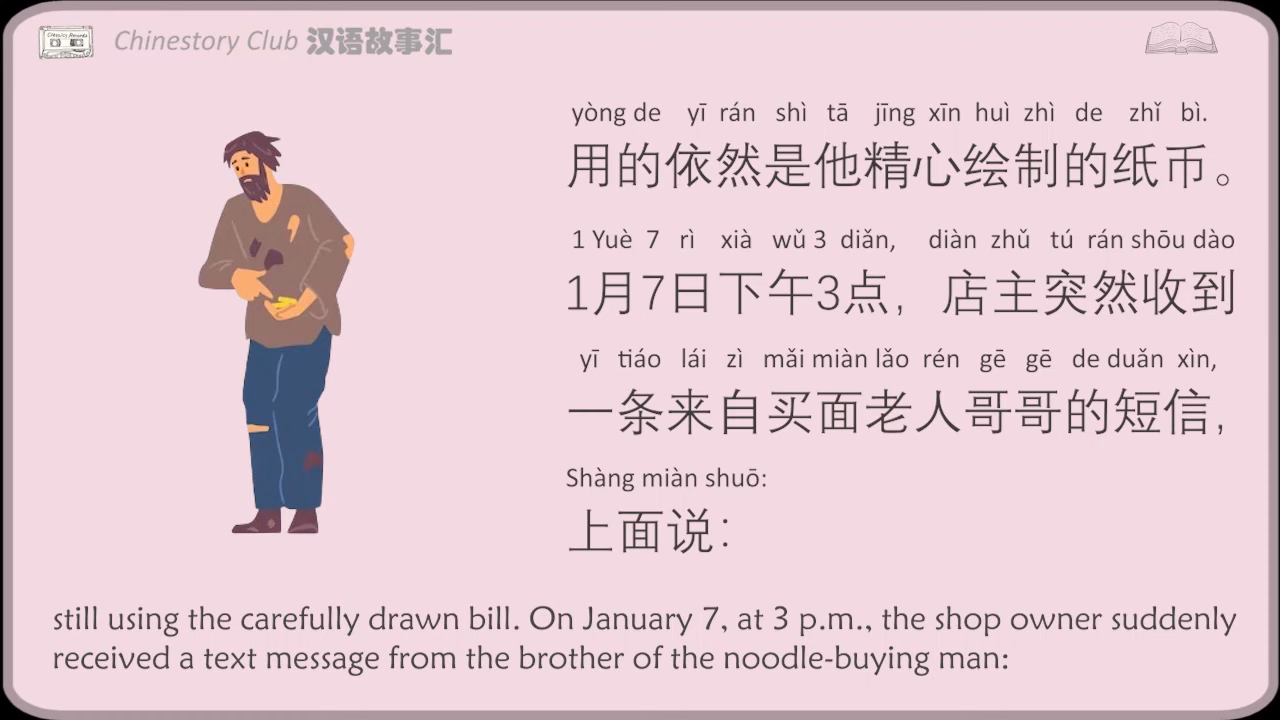 Chinestory Club 汉语故事汇
yòng de yī rán shì tā jīng xīn huì zhì de zhǐ bì.
用的依然是他精心绘制的纸币。
1 Yuè 7 rì xià wǔ 3 diǎn, diàn zhǔ tú rán shōu dào
1月7日下午3点，店主突然收到
yī tiáo lái zì mǎi miàn lǎo rén gē gē de duǎn xìn,
一条来自买面老人哥哥的短信，
Shàng miàn shuō:
上面说：
still using the carefully drawn bill. On January 7, at 3 p.m., the shop owner suddenly
received a text message from the brother of the noodle-buying man: